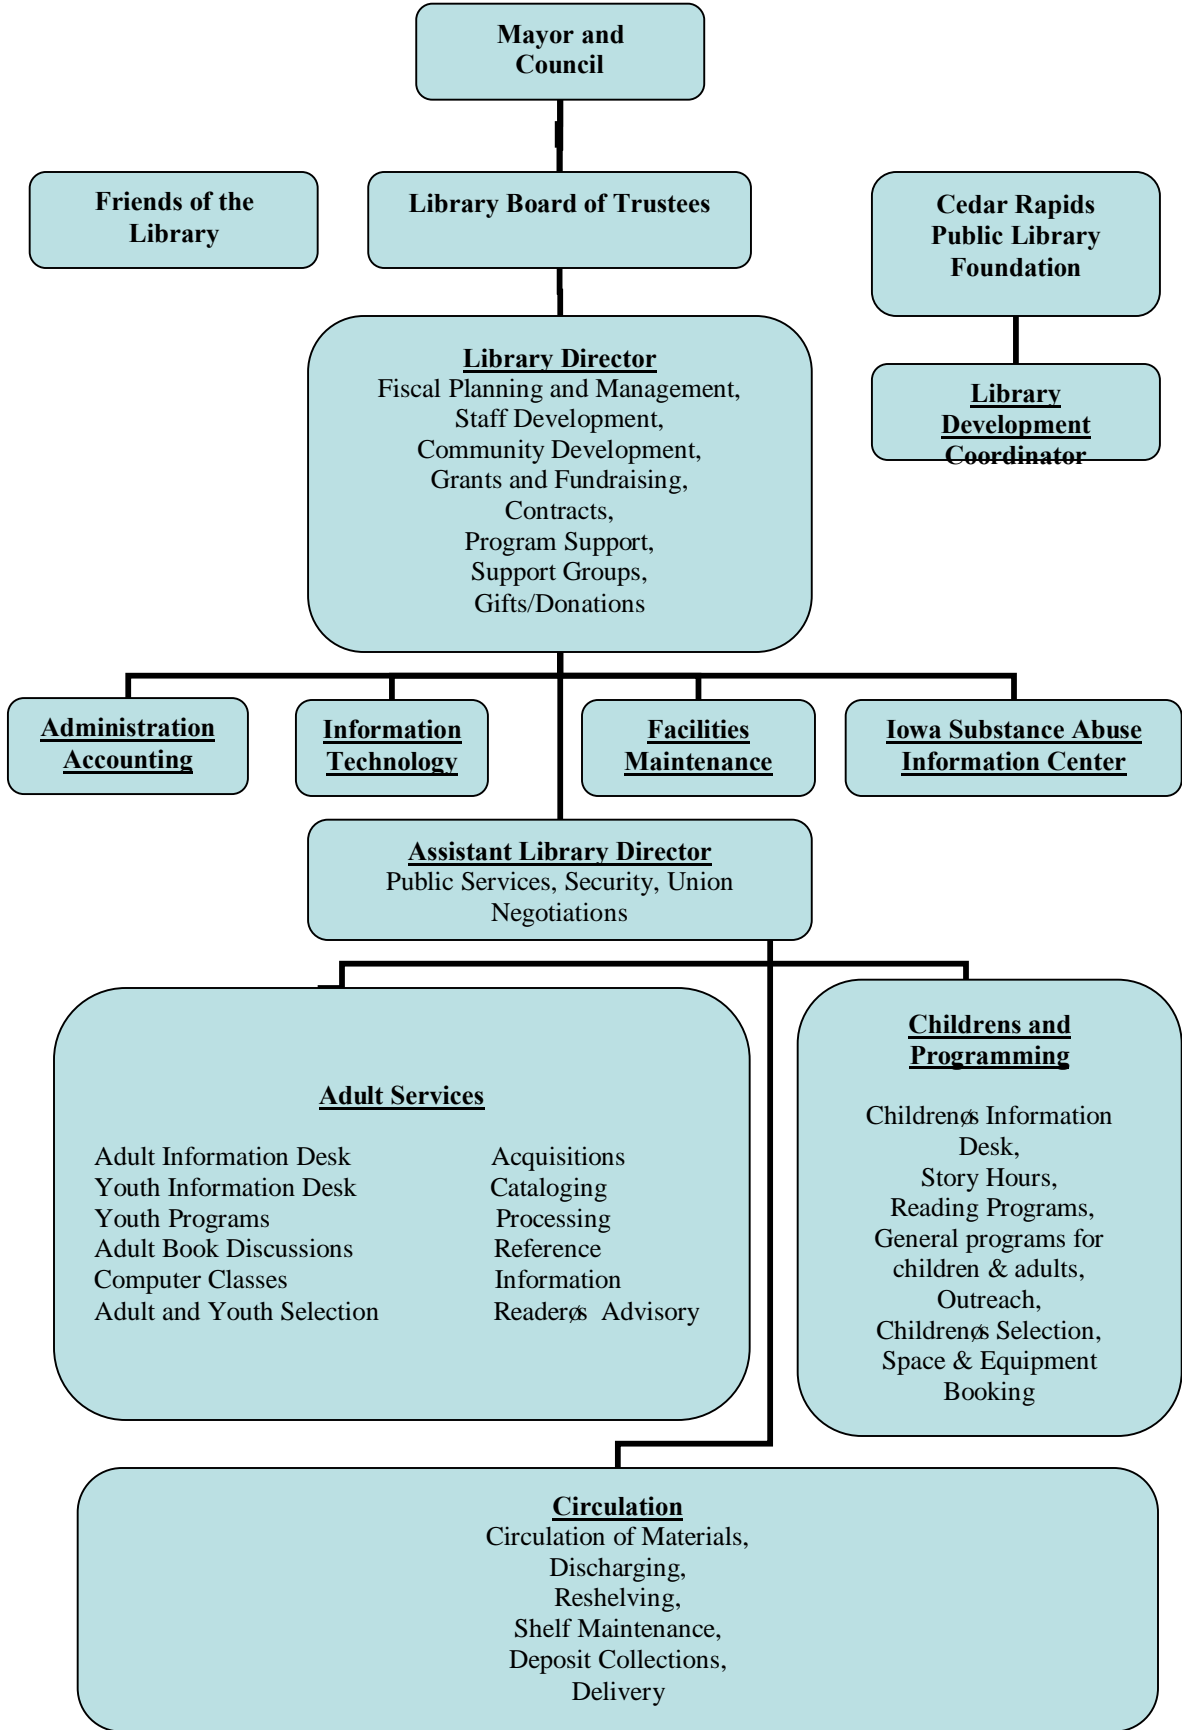 Mayor and
Council
Friends of the
Library
Library Board of Trustees
Cedar Rapids
Public Library
Foundation
Library Director
Fiscal Planning and Management,
Staff Development,
Community Development,
Grants and Fundraising,
Contracts,
Program Support,
Support Groups,
Gifts/Donations
Library
Development
Coordinator
Administration
Accounting
Information
Technology
Facilities
Maintenance
Iowa Substance Abuse
Information Center
Assistant Library Director
Public Services, Security, Union
Negotiations
Adult Services
Adult Information Desk Acquisitions
Youth Information Desk Cataloging
Youth Programs Processing
Adult Book Discussions Reference
Computer Classes Information
Adult and Youth Selection Readerøs Advisory
Childrens and
Programming
Childrenøs Information
Desk,
Story Hours,
Reading Programs,
General programs for
children & adults,
Outreach,
Childrenøs Selection,
Space & Equipment
Booking
Circulation
Circulation of Materials,
Discharging,
Reshelving,
Shelf Maintenance,
Deposit Collections,
Delivery